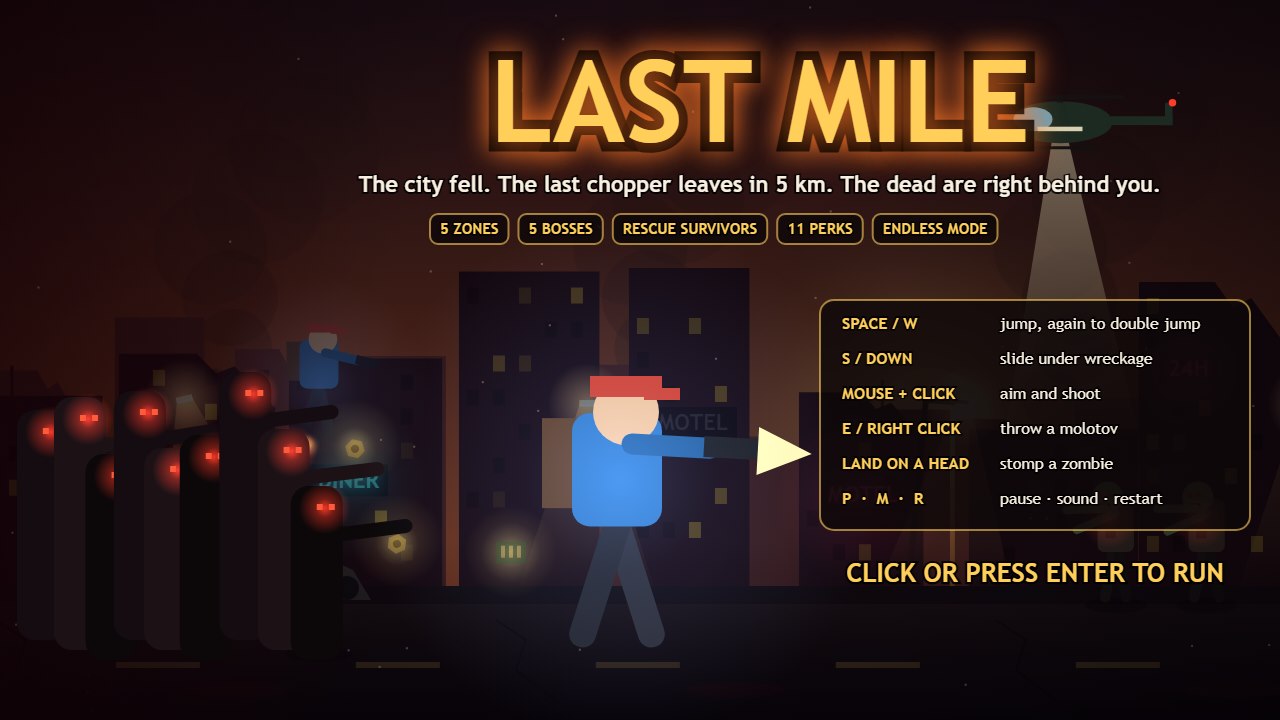 LAST MILE
The city fell. The last chopper leaves in 5 km. The dead are right behind you.
5 ZONES 5 BOSSES RESCUE SURVIVORS 11 PERKS ENDLESS MODE
SPACE / W jump, again to double jump
S / DOWN slide under wreckage
MOUSE + CLICK aim and shoot
E / RIGHT CLICK throw a molotov
LAND ON A HEAD stomp a zombie
P · M · R pause · sound · restart
CLICK OR PRESS ENTER TO RUN
MOTEL
DINER
24H
MOTEL